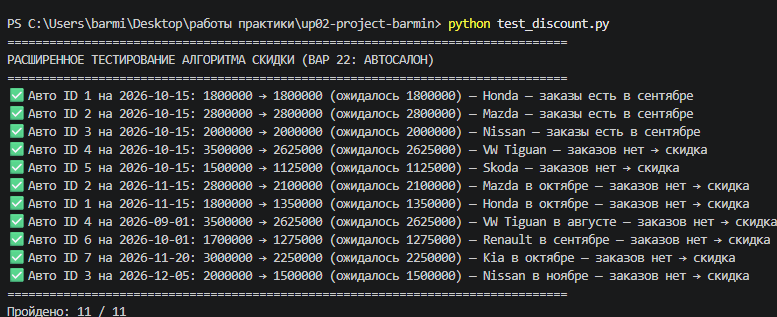 PS C:\Users\barmi\Desktop\работы практики\up02-project-barmin> python test_discount.py
======================================================================
РАСШИРЕННОЕ ТЕСТИРОВАНИЕ АЛГОРИТМА СКИДКИ (ВАР 22: АВТОСАЛОН)
======================================================================
✅ Авто ID 1 на 2026-10-15: 1800000 → 1800000 (ожидалось 1800000) — Honda — заказы есть в сентябре
✅ Авто ID 2 на 2026-10-15: 2800000 → 2800000 (ожидалось 2800000) — Mazda — заказы есть в сентябре
✅ Авто ID 3 на 2026-10-15: 2000000 → 2000000 (ожидалось 2000000) — Nissan — заказы есть в сентябре
✅ Авто ID 4 на 2026-10-15: 3500000 → 2625000 (ожидалось 2625000) — VW Tiguan — заказов нет → скидка
✅ Авто ID 5 на 2026-10-15: 1500000 → 1125000 (ожидалось 1125000) — Skoda — заказов нет → скидка
✅ Авто ID 2 на 2026-11-15: 2800000 → 2100000 (ожидалось 2100000) — Mazda в октябре — заказов нет → скидка
✅ Авто ID 1 на 2026-11-15: 1800000 → 1350000 (ожидалось 1350000) — Honda в октябре — заказов нет → скидка
✅ Авто ID 4 на 2026-09-01: 3500000 → 2625000 (ожидалось 2625000) — VW Tiguan в августе — заказов нет → скидка
✅ Авто ID 6 на 2026-10-01: 1700000 → 1275000 (ожидалось 1275000) — Renault в сентябре — заказов нет → скидка
✅ Авто ID 7 на 2026-11-20: 3000000 → 2250000 (ожидалось 2250000) — Kia в октябре — заказов нет → скидка
✅ Авто ID 3 на 2026-12-05: 2000000 → 1500000 (ожидалось 1500000) — Nissan в ноябре — заказов нет → скидка
======================================================================
Пройдено: 11 / 11